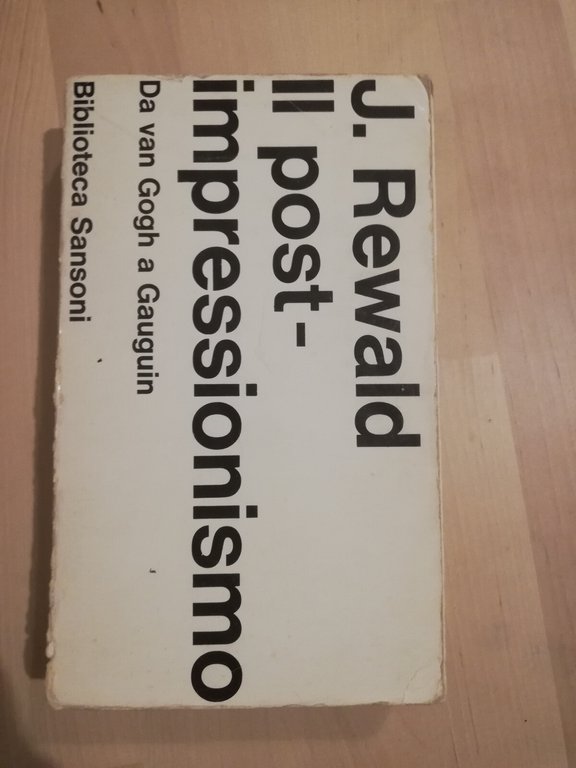 J. Rewald
Il post-
impressionismo
Da van Gogh a Gauguin
Biblioteca Sansoni